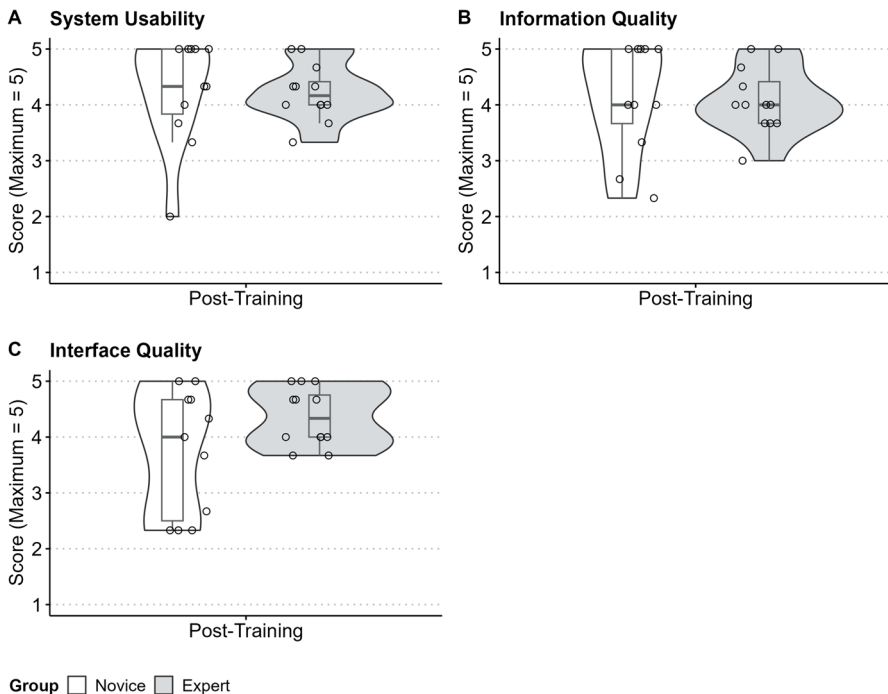 A System Usability
5
4
3
2
1
Score (Maximum = 5)
Post-Training
B Information Quality
5
4
3
2
1
Score (Maximum = 5)
Post-Training
C Interface Quality
5
4
3
2
1
Score (Maximum = 5)
Post-Training
Group Novice Expert